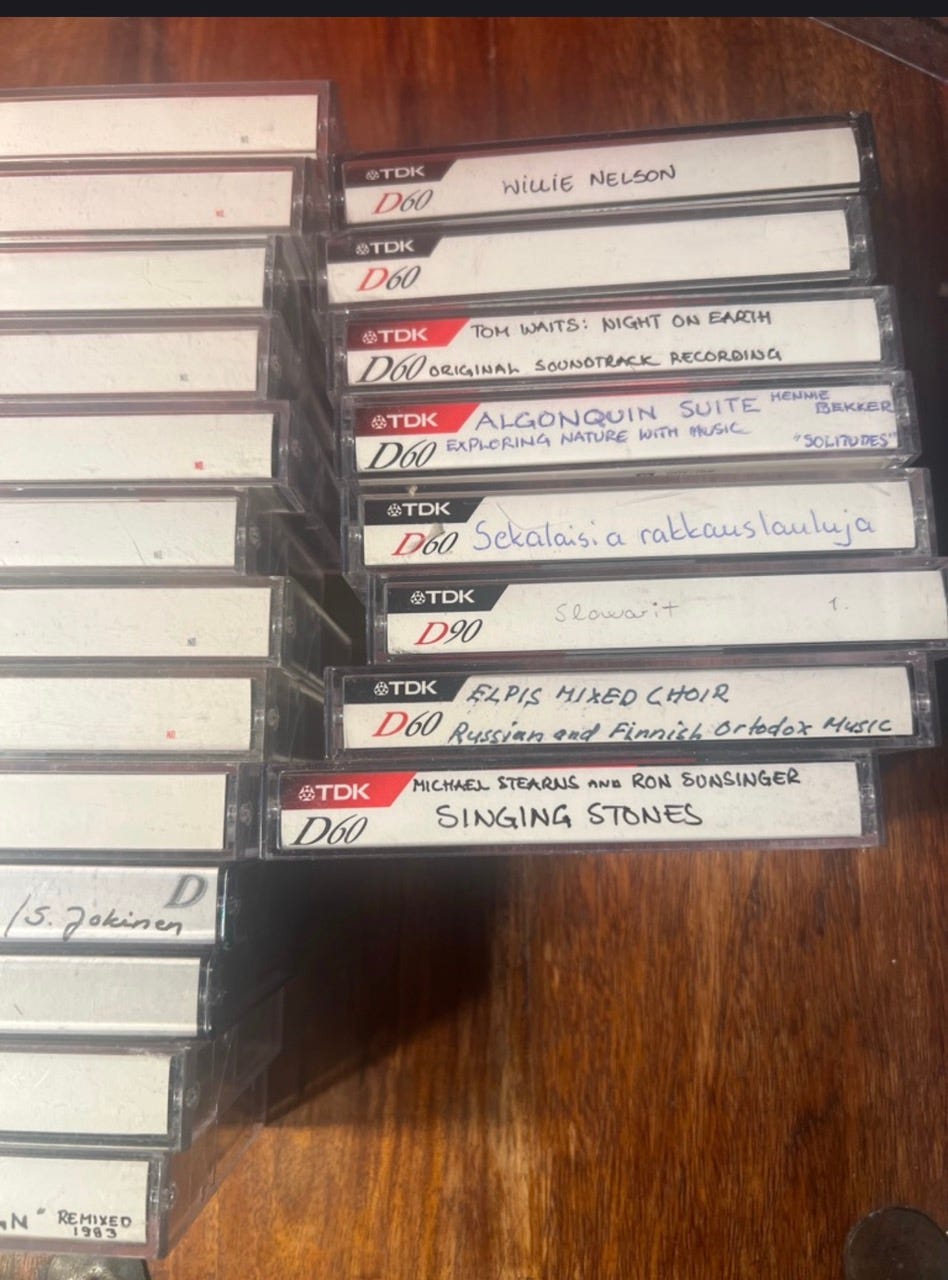 TDK
D60
WILLIE NELSON
TDK
D60
TDK
D60
TOM WAITS: NIGHT ON EARTH
ORIGINAL SOUNDTRACK RECORDING
TDK
D60
ALGONQUIN SUITE HENNIE BEKKER
EXPLORING NATURE WITH MUSIC "SOLITUDES"
TDK
D60
Sekalaisia rakkauslauluja
TDK
D90
Slowarit 1.
TDK
D60
ELPIS MIXED CHOIR
Russian and Finnish Ortodox Music
TDK
D60
MICHAEL STEARNS AND RON SUNSINGER
SINGING STONES
D
/S. Jokinen
N" REMIXED
1983